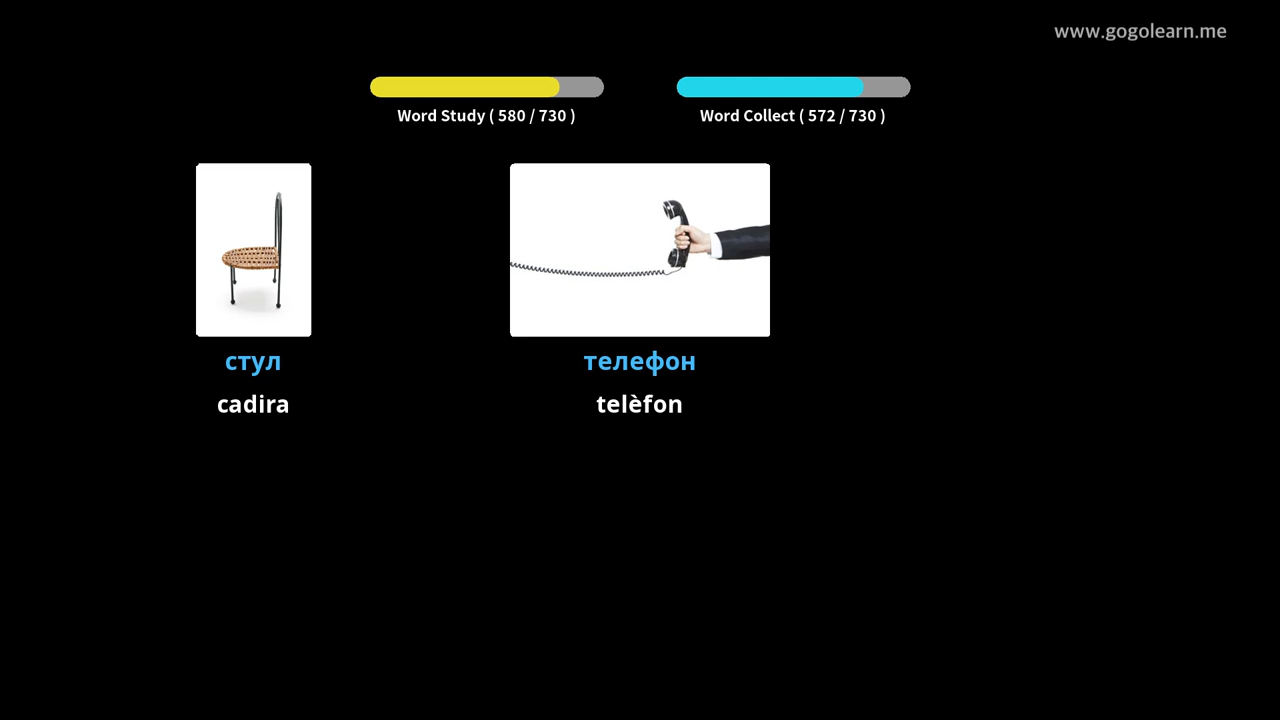 www.gogolearn.me
Word Study ( 580 / 730 )
Word Collect ( 572 / 730 )
стул
телефон
cadira
telèfon